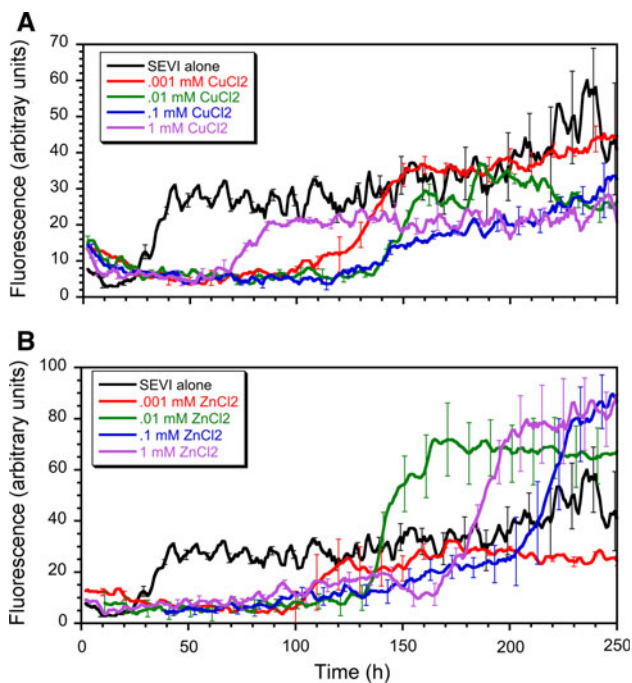 A
70
60
50
40
30
20
10
0
Fluorescence (arbitray units)
SEVI alone
.001 mM CuCl2
.01 mM CuCl2
.1 mM CuCl2
1 mM CuCl2
B
100
80
60
40
20
0
Fluorescence (arbitrary units)
SEVI alone
.001 mM ZnCl2
.01 mM ZnCl2
.1 mM ZnCl2
1 mM ZnCl2
0 50 100 150 200 250
Time (h)